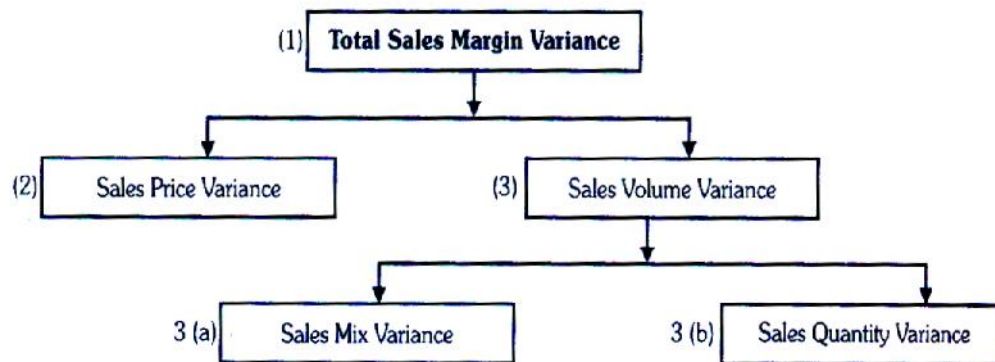 (1) Total Sales Margin Variance
(2) Sales Price Variance (3) Sales Volume Variance
3 (a) Sales Mix Variance 3 (b) Sales Quantity Variance